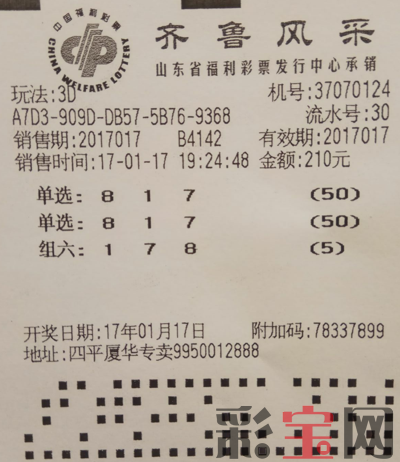 中国福利彩票
CHINA WELFARE LOTTERY
齐鲁风采
山东省福利彩票发行中心承销
玩法:3D 机号:37070124
A7D3-909D-DB57-5B76-9368 流水号:30
销售期:2017017 B4142 有效期:2017017
销售时间:17-01-17 19:24:48 金额:210元
单选: 8 1 7 (50)
单选: 8 1 7 (50)
组六: 1 7 8 (5)
开奖日期:17年01月17日 附加码:78337899
地址:四平厦华专卖9950012888
彩宝网